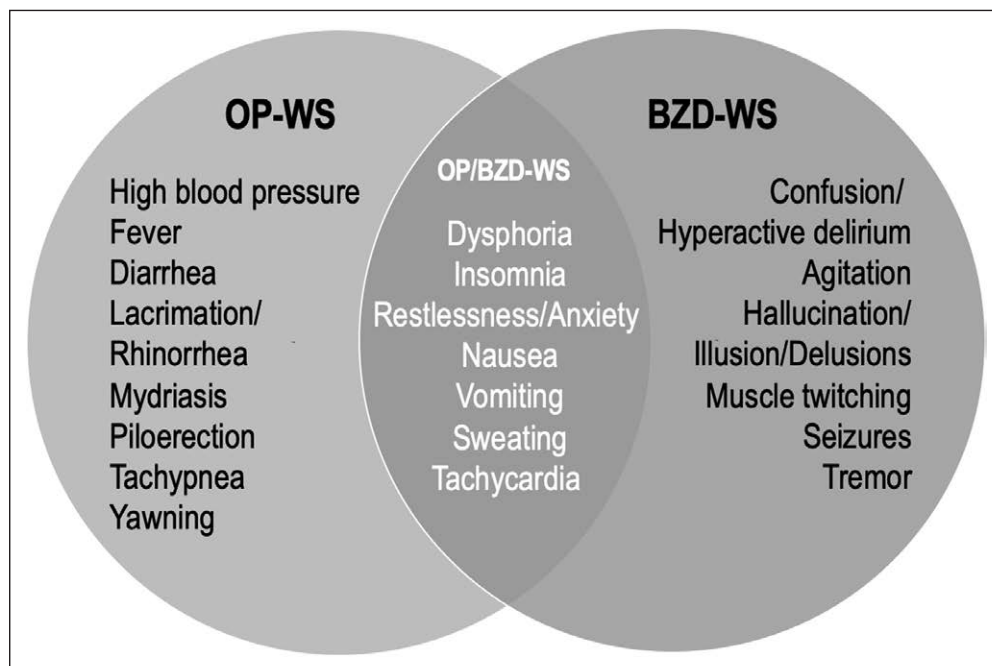 OP-WS
High blood pressure
Fever
Diarrhea
Lacrimation/
Rhinorrhea
Mydriasis
Piloerection
Tachypnea
Yawning
OP/BZD-WS
Dysphoria
Insomnia
Restlessness/Anxiety
Nausea
Vomiting
Sweating
Tachycardia
BZD-WS
Confusion/
Hyperactive delirium
Agitation
Hallucination/
Illusion/Delusions
Muscle twitching
Seizures
Tremor